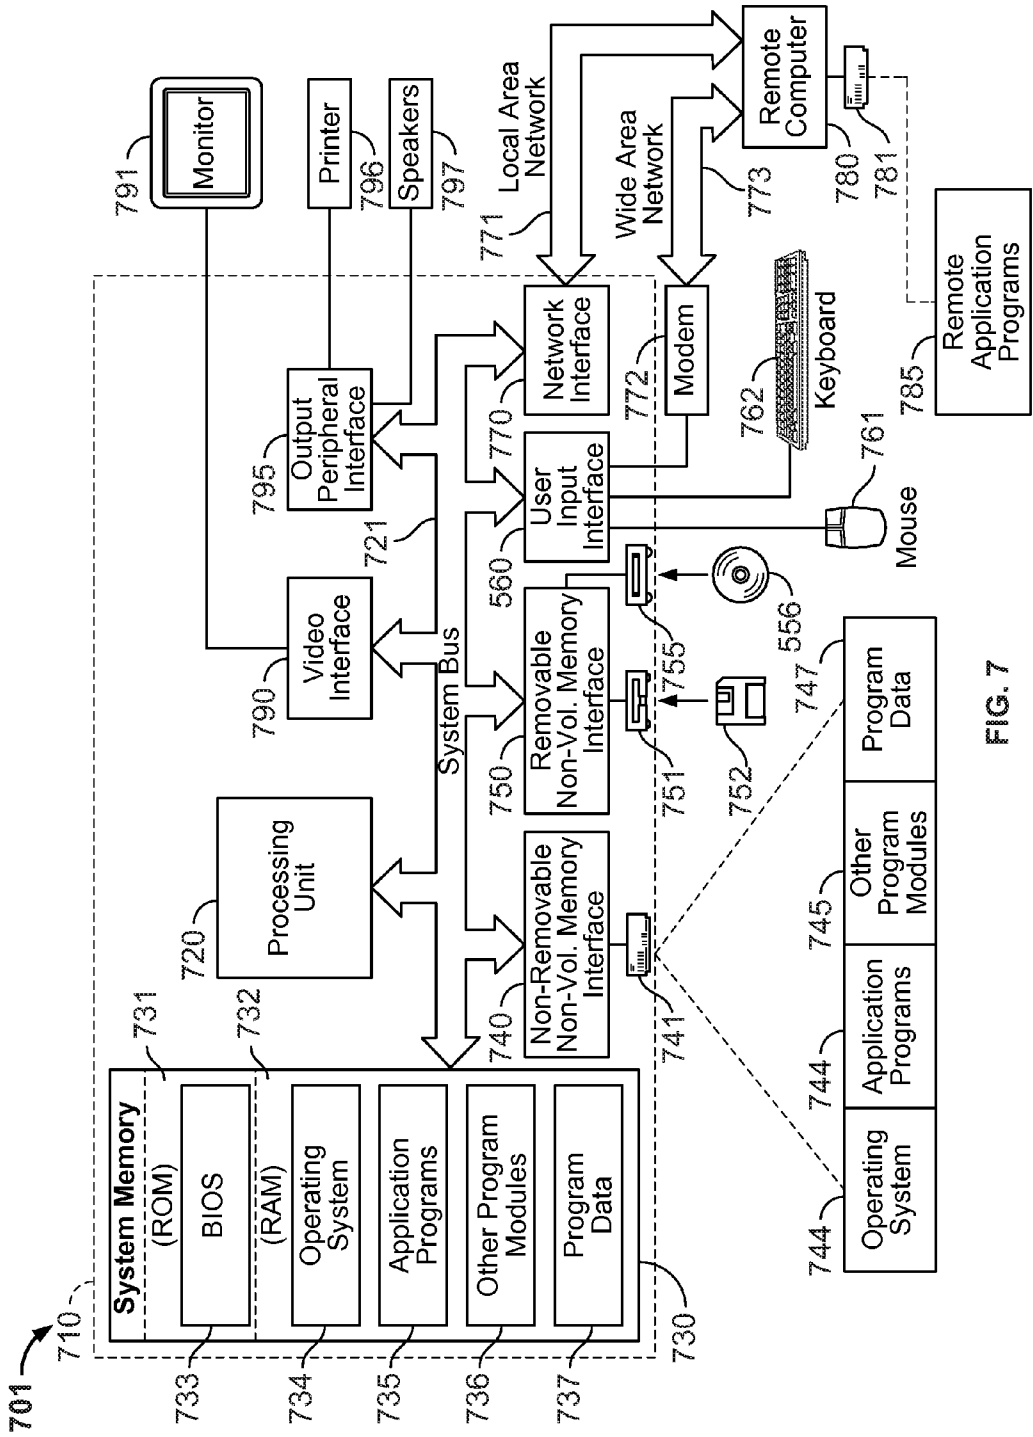 701
710
System Memory
(ROM)
731
BIOS
733
(RAM)
732
Operating
System
734
Application
Programs
735
Other Program
Modules
736
Program
Data
737
730
Processing
Unit
720
Video
Interface
790
Output
Peripheral
Interface
795
Monitor
791
Printer
796
Speakers
797
721
System Bus
Non-Removable
Non-Vol. Memory
Interface
740
Removable
Non-Vol. Memory
Interface
750
User
Input
Interface
560
Network
Interface
770
Local Area
Network
771
Modem
772
Wide Area
Network
773
Remote
Computer
780
781
741
751
755
752
556
Mouse
761
Keyboard
762
Remote
Application
Programs
785
Operating
System
744
Application
Programs
744
Other
Program
Modules
745
Program
Data
747
FIG. 7